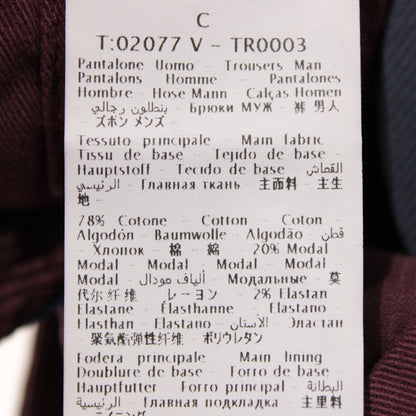 C
T:02077 V - TR0003
Pantalone Uomo - Trousers Man -
Pantalons Homme - Pantalones
Hombre - Hose Mann - Calças Homen
- بنطلون رجالي - Брюки МУЖ - 裤 男人 -
ズボン メンズ -
Tessuto principale - Main fabric
Tissu de base - Tejido de base -
Hauptstoff - Tecido de base - القماش
الرئيسي - Главная ткань - 主面料 - 主生
地 -
78% Cotone - Cotton - Coton -
Algodón - Baumwolle - Algodão - قطن
- Хлопок - 棉 - 綿 - 20% Modal
Modal - Modal - Modal - Modal
Modal - ألياف مودال - Модальные - 莫
代尔纤维 - レーヨン - 2% Elastan
Elastane - Elasthanne - Elastano
Elasthan - Elastano - الاستان - Эластан
- 聚氨酯弹性纤维 - ポリウレタン
Fodera principale - Main lining
Doublure de base - Forro de base
Hauptfutter - Forro principal - البطانة
الرئيسية - Главная подкладка - 主里料